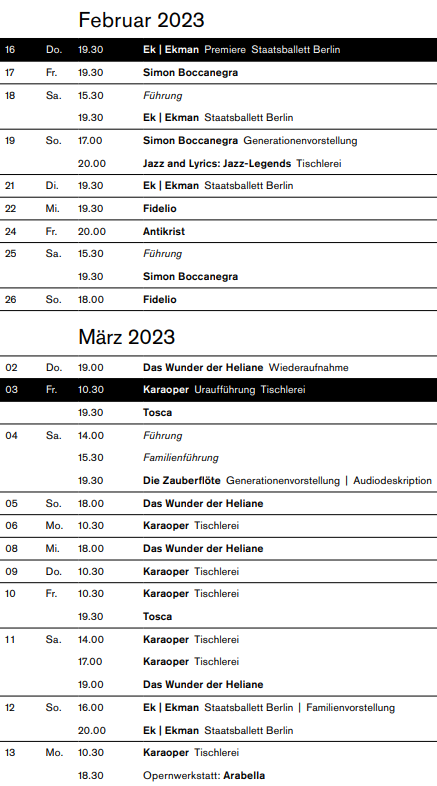 Februar 2023
16 Do. 19.30 Ek | Ekman Premiere Staatsballett Berlin
17 Fr. 19.30 Simon Boccanegra
18 Sa. 15.30 Führung
19.30 Ek | Ekman Staatsballett Berlin
19 So. 17.00 Simon Boccanegra Generationenvorstellung
20.00 Jazz and Lyrics: Jazz-Legends Tischlerei
21 Di. 19.30 Ek | Ekman Staatsballett Berlin
22 Mi. 19.30 Fidelio
24 Fr. 20.00 Antikrist
25 Sa. 15.30 Führung
19.30 Simon Boccanegra
26 So. 18.00 Fidelio
März 2023
02 Do. 19.00 Das Wunder der Heliane Wiederaufnahme
03 Fr. 10.30 Karaoper Uraufführung Tischlerei
19.30 Tosca
04 Sa. 14.00 Führung
15.30 Familienführung
19.30 Die Zauberflöte Generationenvorstellung | Audiodeskription
05 So. 18.00 Das Wunder der Heliane
06 Mo. 10.30 Karaoper Tischlerei
08 Mi. 18.00 Das Wunder der Heliane
09 Do. 10.30 Karaoper Tischlerei
10 Fr. 10.30 Karaoper Tischlerei
19.30 Tosca
11 Sa. 14.00 Karaoper Tischlerei
17.00 Karaoper Tischlerei
19.00 Das Wunder der Heliane
12 So. 16.00 Ek | Ekman Staatsballett Berlin | Familienvorstellung
20.00 Ek | Ekman Staatsballett Berlin
13 Mo. 10.30 Karaoper Tischlerei
18.30 Opernwerkstatt: Arabella